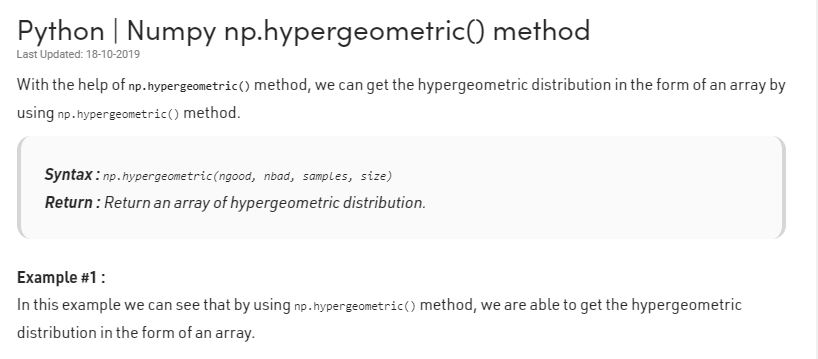 Python | Numpy np.hypergeometric() method
Last Updated: 18-10-2019
With the help of np.hypergeometric() method, we can get the hypergeometric distribution in the form of an array by
using np.hypergeometric() method.
Syntax : np.hypergeometric(ngood, nbad, samples, size)
Return : Return an array of hypergeometric distribution.
Example #1 :
In this example we can see that by using np.hypergeometric() method, we are able to get the hypergeometric
distribution in the form of an array.